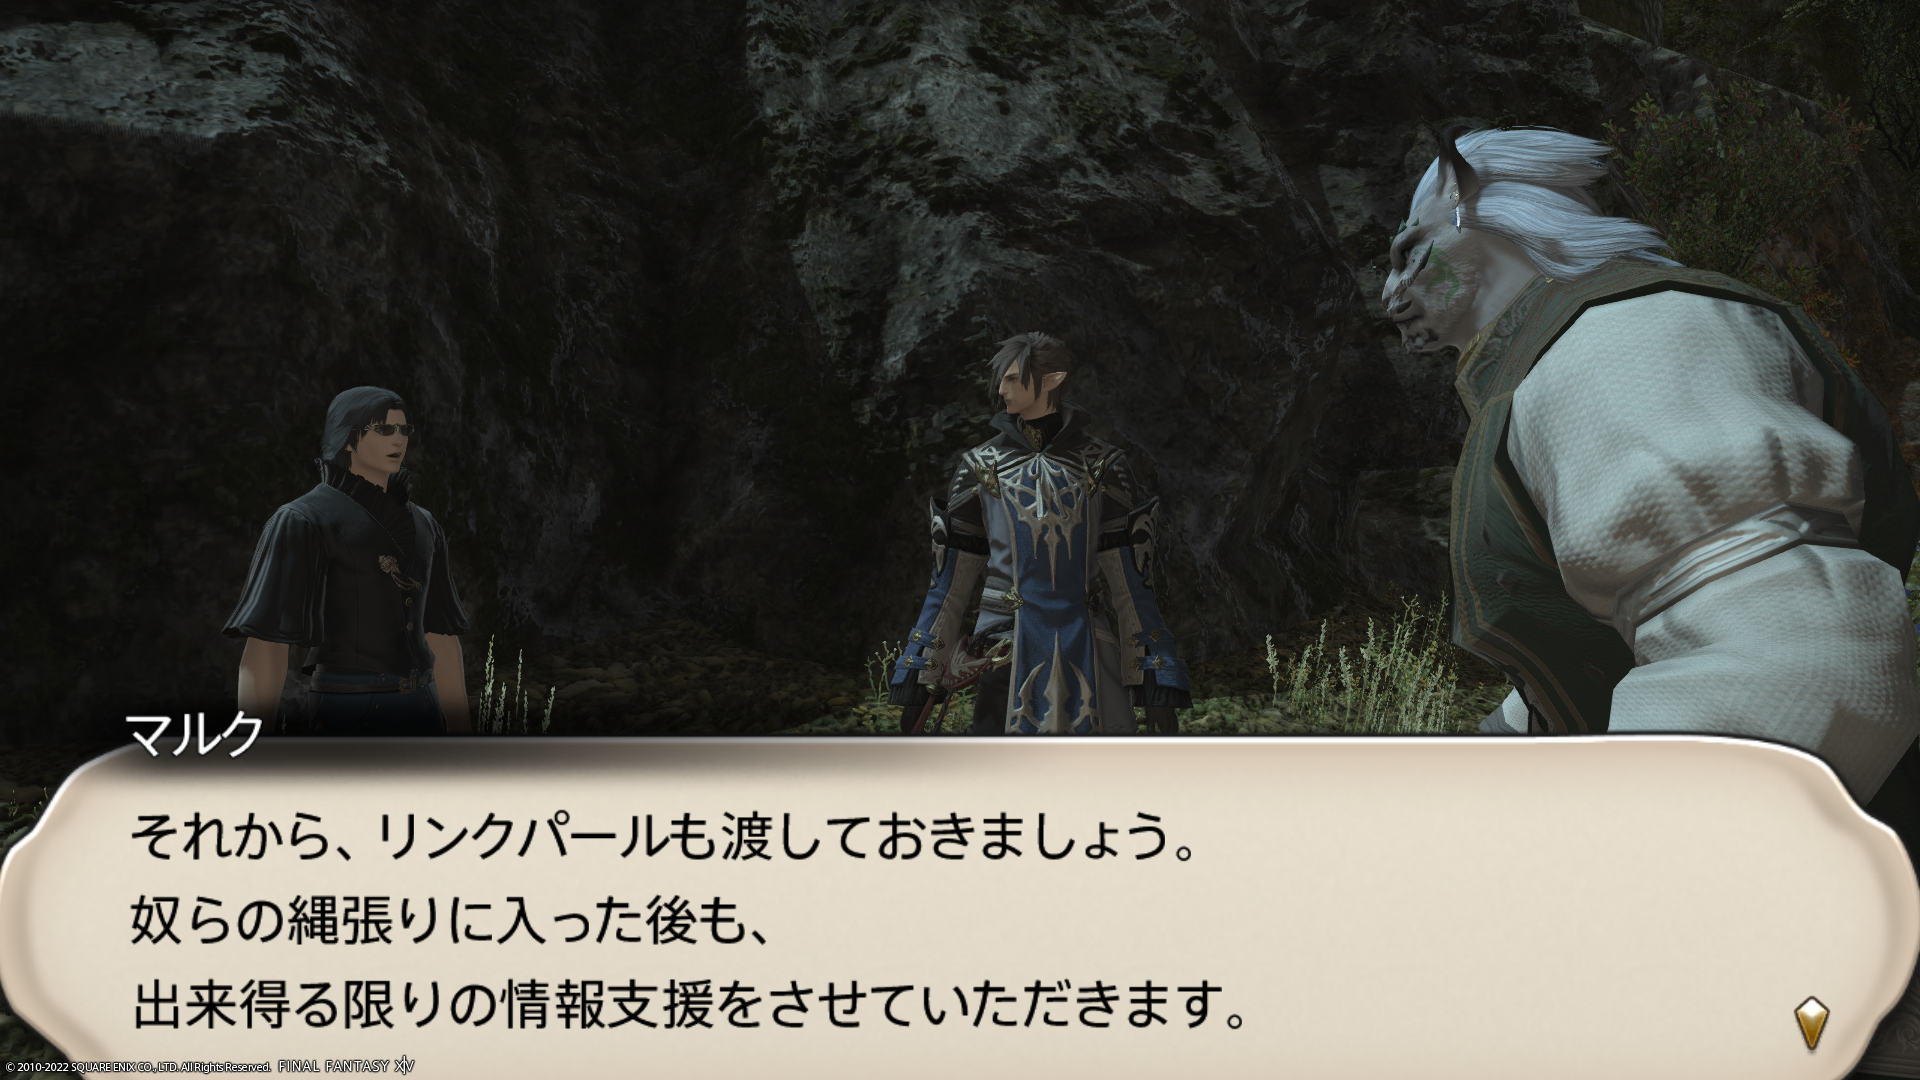 マルク
それから、リンクパールも渡しておきましょう。
奴らの縄張りに入った後も、
出来得る限りの情報支援をさせていただきます。
© 2010-2022 SQUARE ENIX CO., LTD. All Rights Reserved. FINAL FANTASY XIV